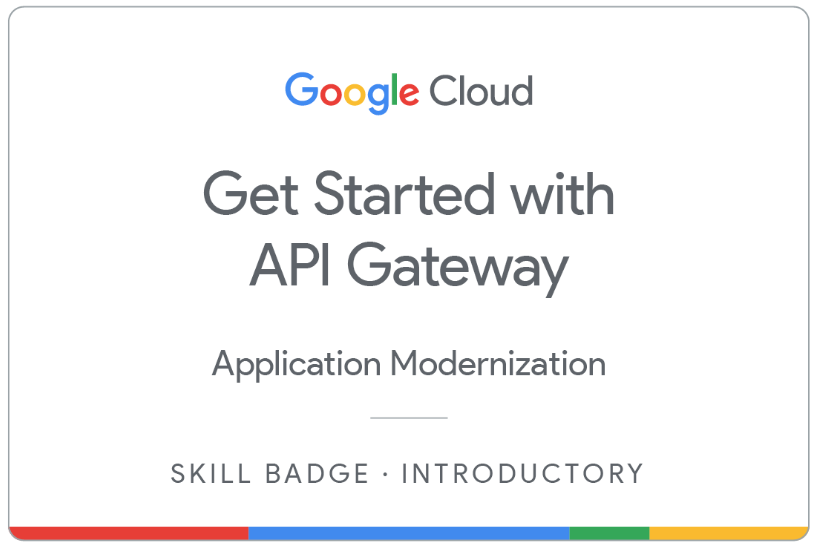 Google Cloud
Get Started with
API Gateway
Application Modernization
SKILL BADGE · INTRODUCTORY